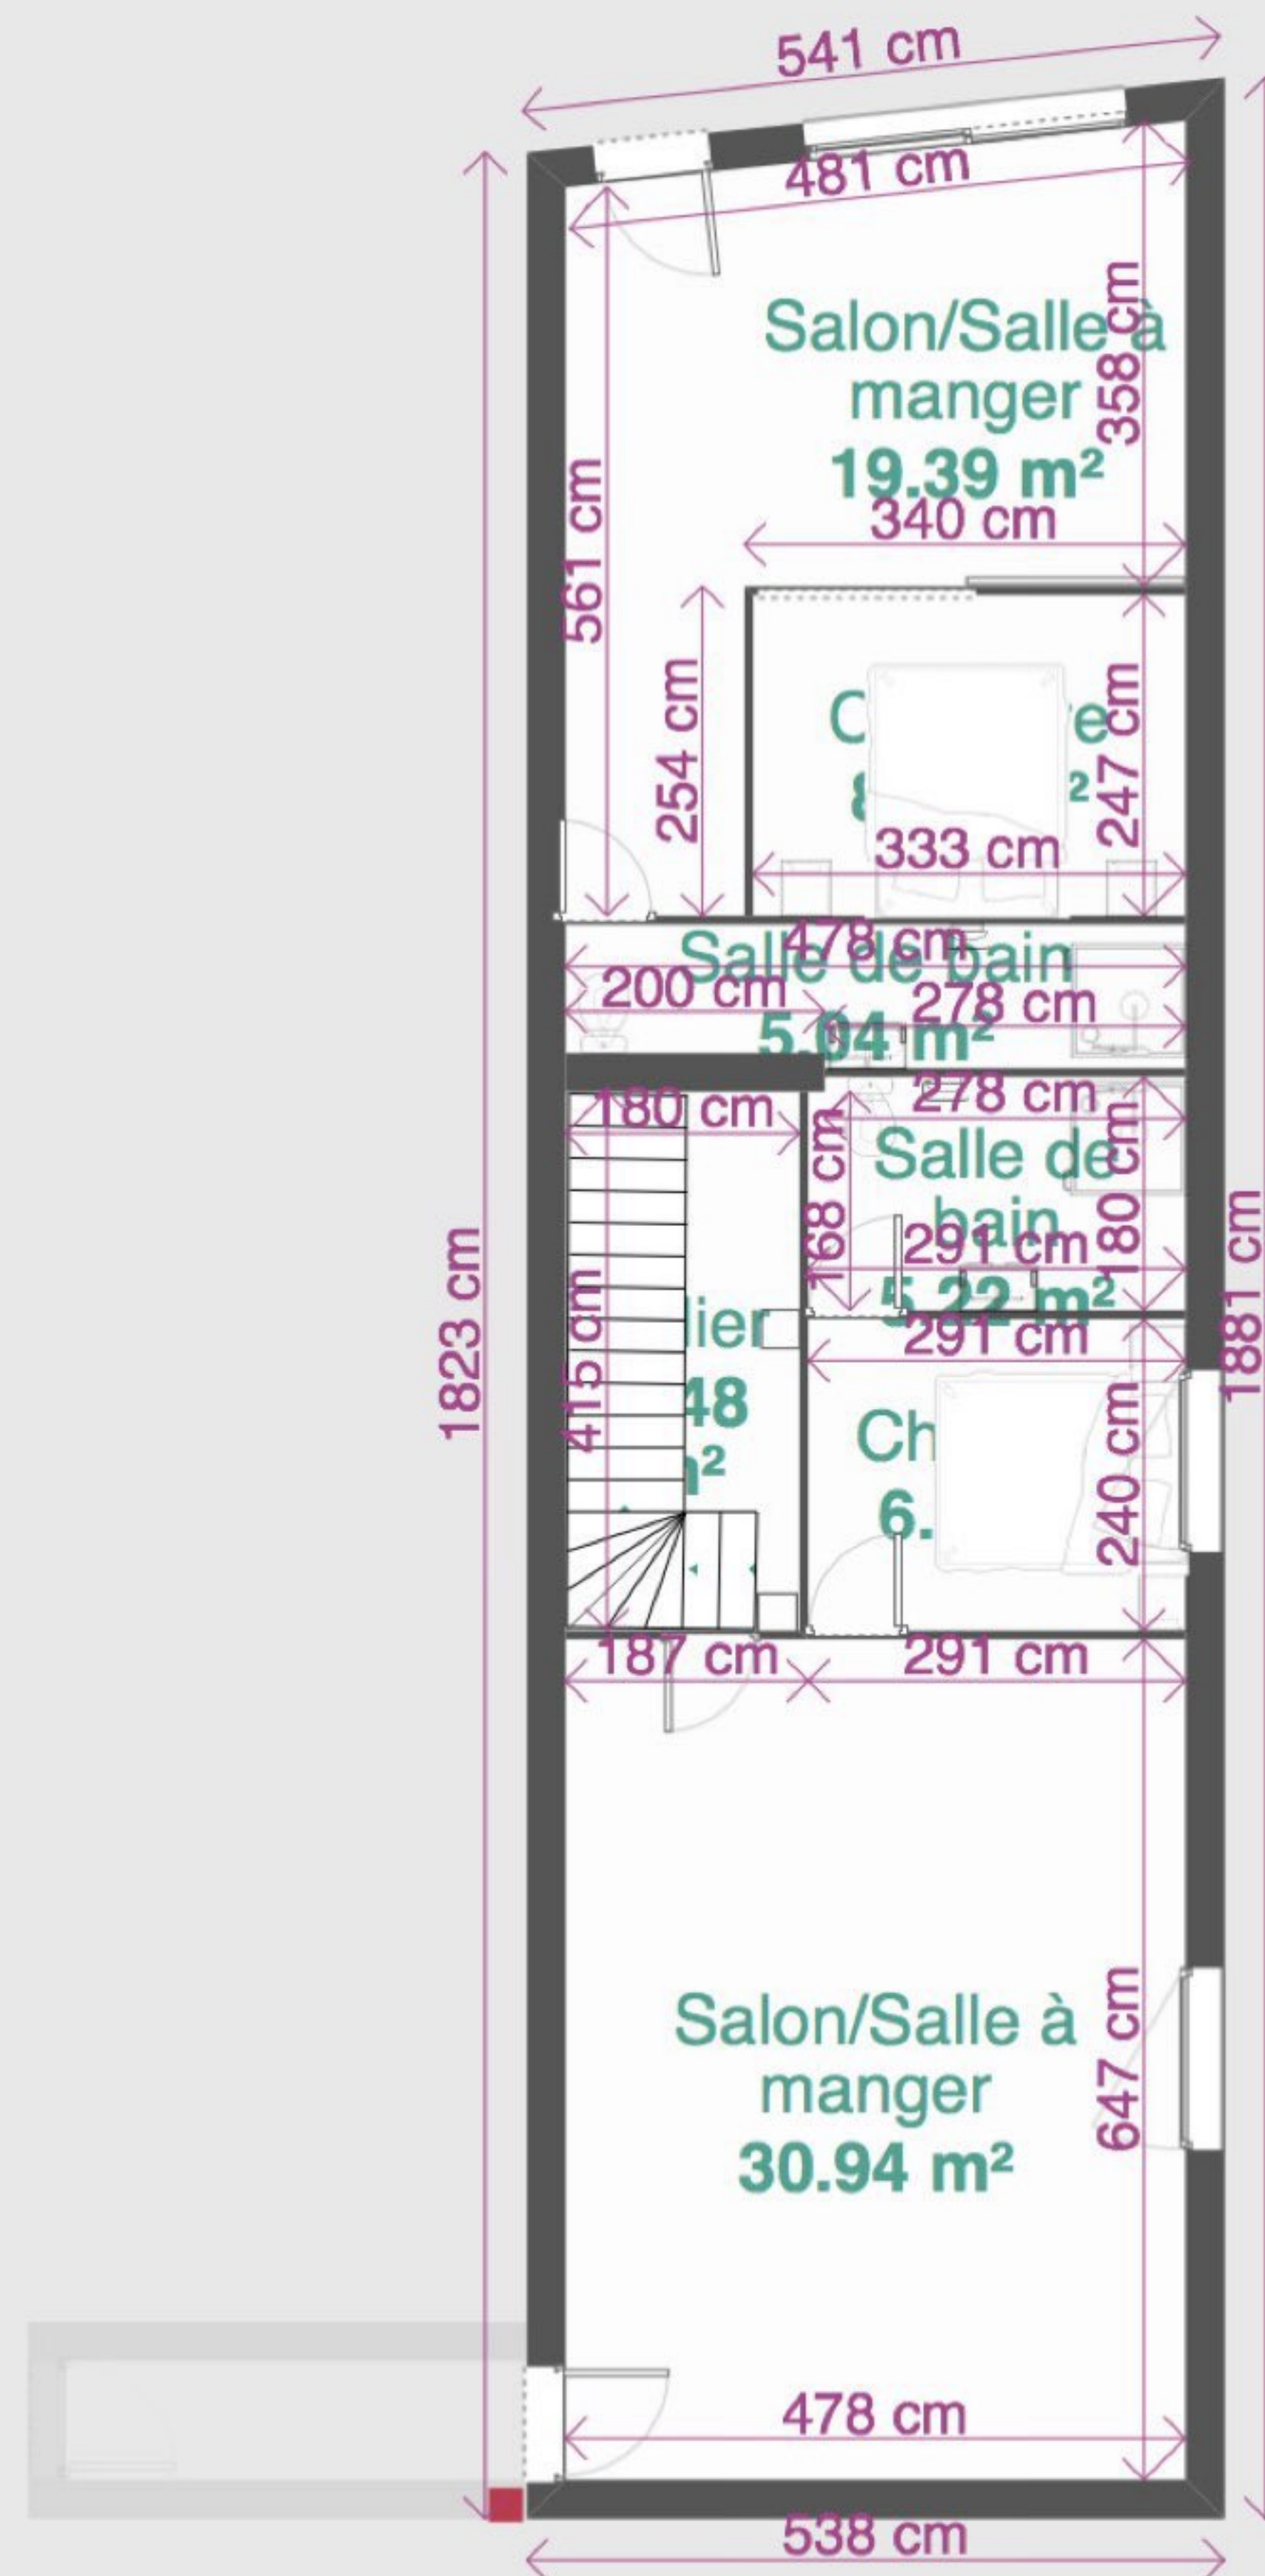 541 cm
481 cm
Salon/Salle à
manger
19.39 m²
358 cm
340 cm
561 cm
254 cm
247 cm
333 cm
478 cm
Salle de bain
200 cm
278 cm
5.04 m²
180 cm
278 cm
168 cm
Salle de
bain
180 cm
291 cm
5.22 m²
1823 cm
1881 cm
415 cm
291 cm
240 cm
187 cm
291 cm
Salon/Salle à
manger
30.94 m²
647 cm
478 cm
538 cm